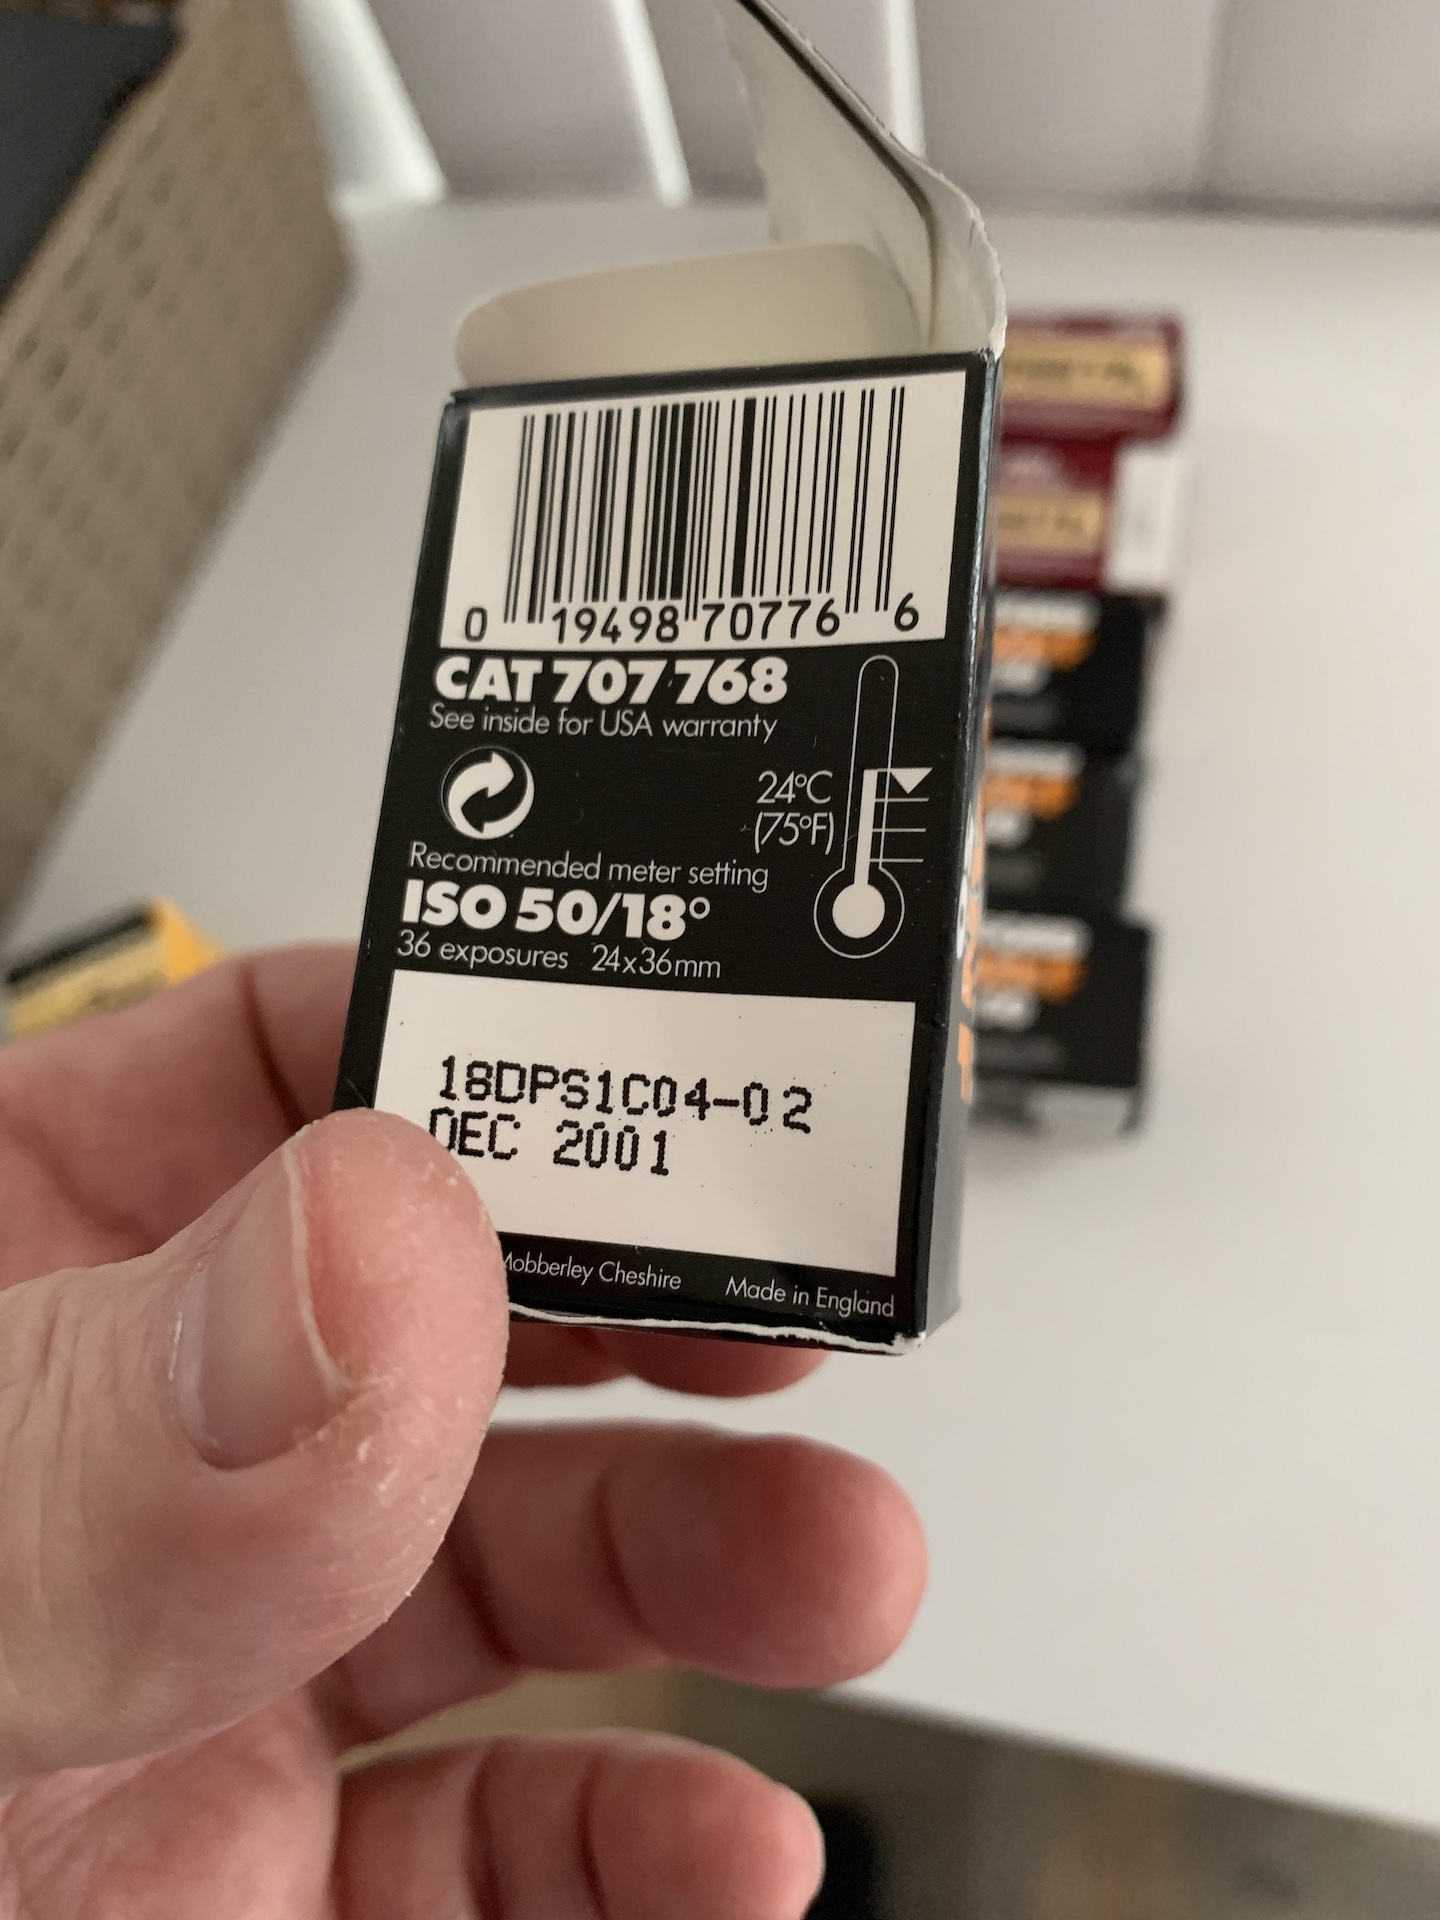 0 19498 70776 6
CAT 707 768
See inside for USA warranty
24°C
(75°F)
Recommended meter setting
ISO 50/18°
36 exposures 24x36mm
18DPS1C04-02
DEC 2001
Mobberley Cheshire Made in England